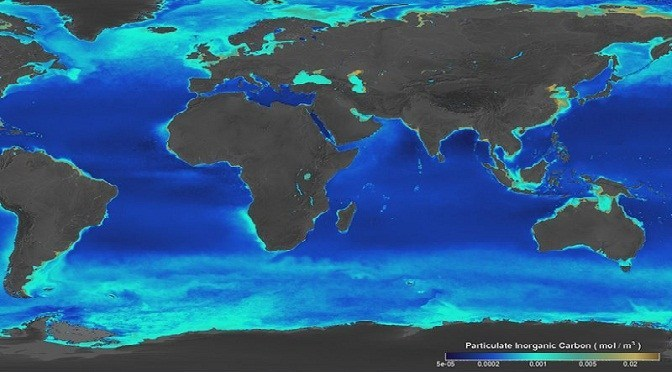 Particulate Inorganic Carbon ( mol / m³ )
5e-05 0.0002 0.001 0.005 0.02